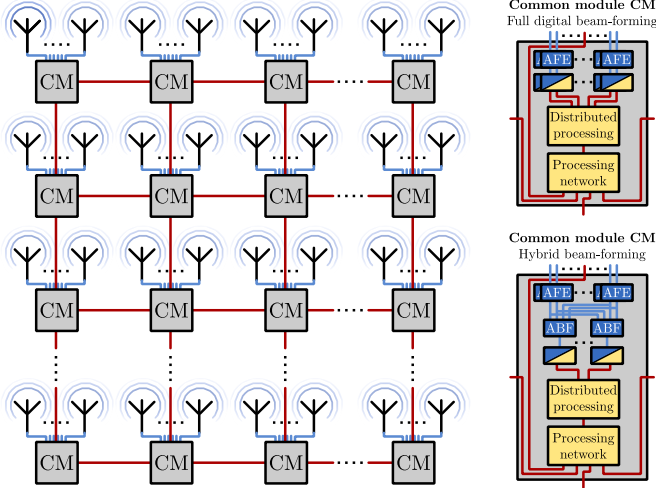 CM CM CM CM
CM CM CM CM
CM CM CM CM
CM CM CM CM
Common module CM
Full digital beam-forming
AFE AFE
Distributed
processing
Processing
network
Common module CM
Hybrid beam-forming
AFE AFE
ABF ABF
Distributed
processing
Processing
network